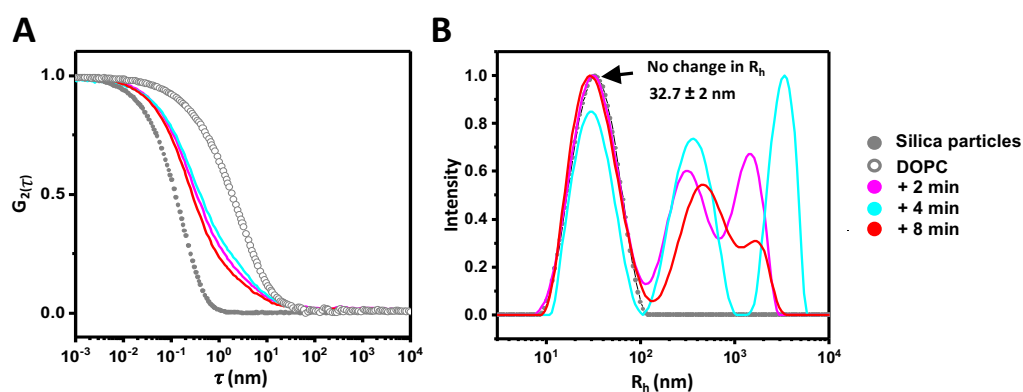 A
G2(τ)
1.0
0.5
0.0
10⁻³ 10⁻² 10⁻¹ 10⁰ 10¹ 10² 10³ 10⁴
τ (nm)
B
Intensity
1.0
0.8
0.6
0.4
0.2
0.0
10¹ 10² 10³ 10⁴
Rh (nm)
No change in Rh
32.7 ± 2 nm
Silica particles
DOPC
+ 2 min
+ 4 min
+ 8 min